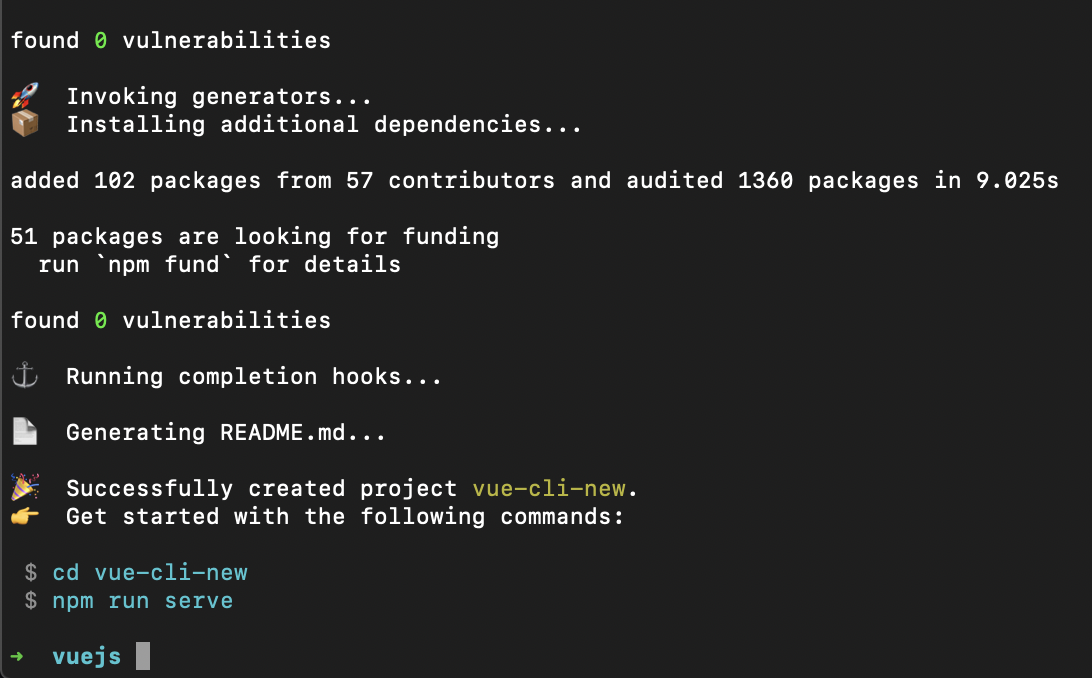 found 0 vulnerabilities
🚀  Invoking generators...
📦  Installing additional dependencies...
added 102 packages from 57 contributors and audited 1360 packages in 9.025s
51 packages are looking for funding
  run `npm fund` for details
found 0 vulnerabilities
⚓  Running completion hooks...
📄  Generating README.md...
🎉  Successfully created project vue-cli-new.
👉  Get started with the following commands:
 $ cd vue-cli-new
 $ npm run serve
→  vuejs